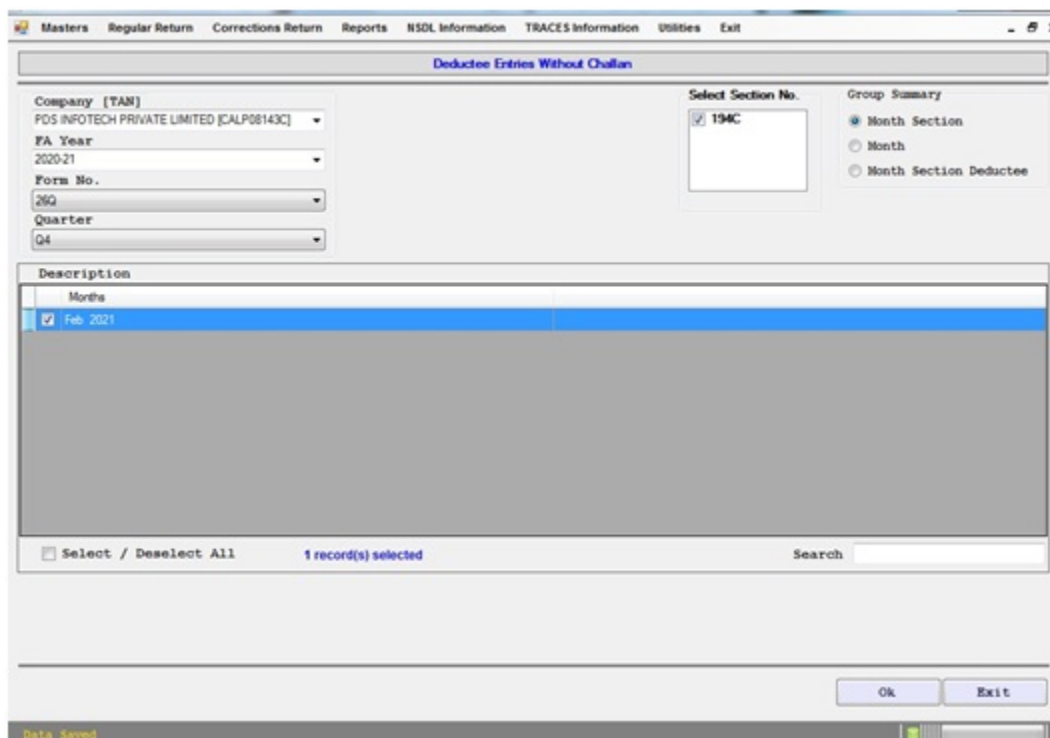 Masters Regular Return Corrections Return Reports NSDL Information TRACES Information Utilities Exit
Deductee Entries Without Challan
Company [TAN]
PDS INFOTECH PRIVATE LIMITED [CALP08143C]
FA Year
2020-21
Form No.
26Q
Quarter
Q4
Select Section No.
194C
Group Summary
Month Section
Month
Month Section Deductee
Description
Months
Feb 2021
Select / Deselect All 1 record(s) selected Search
Ok Exit
Data Saved